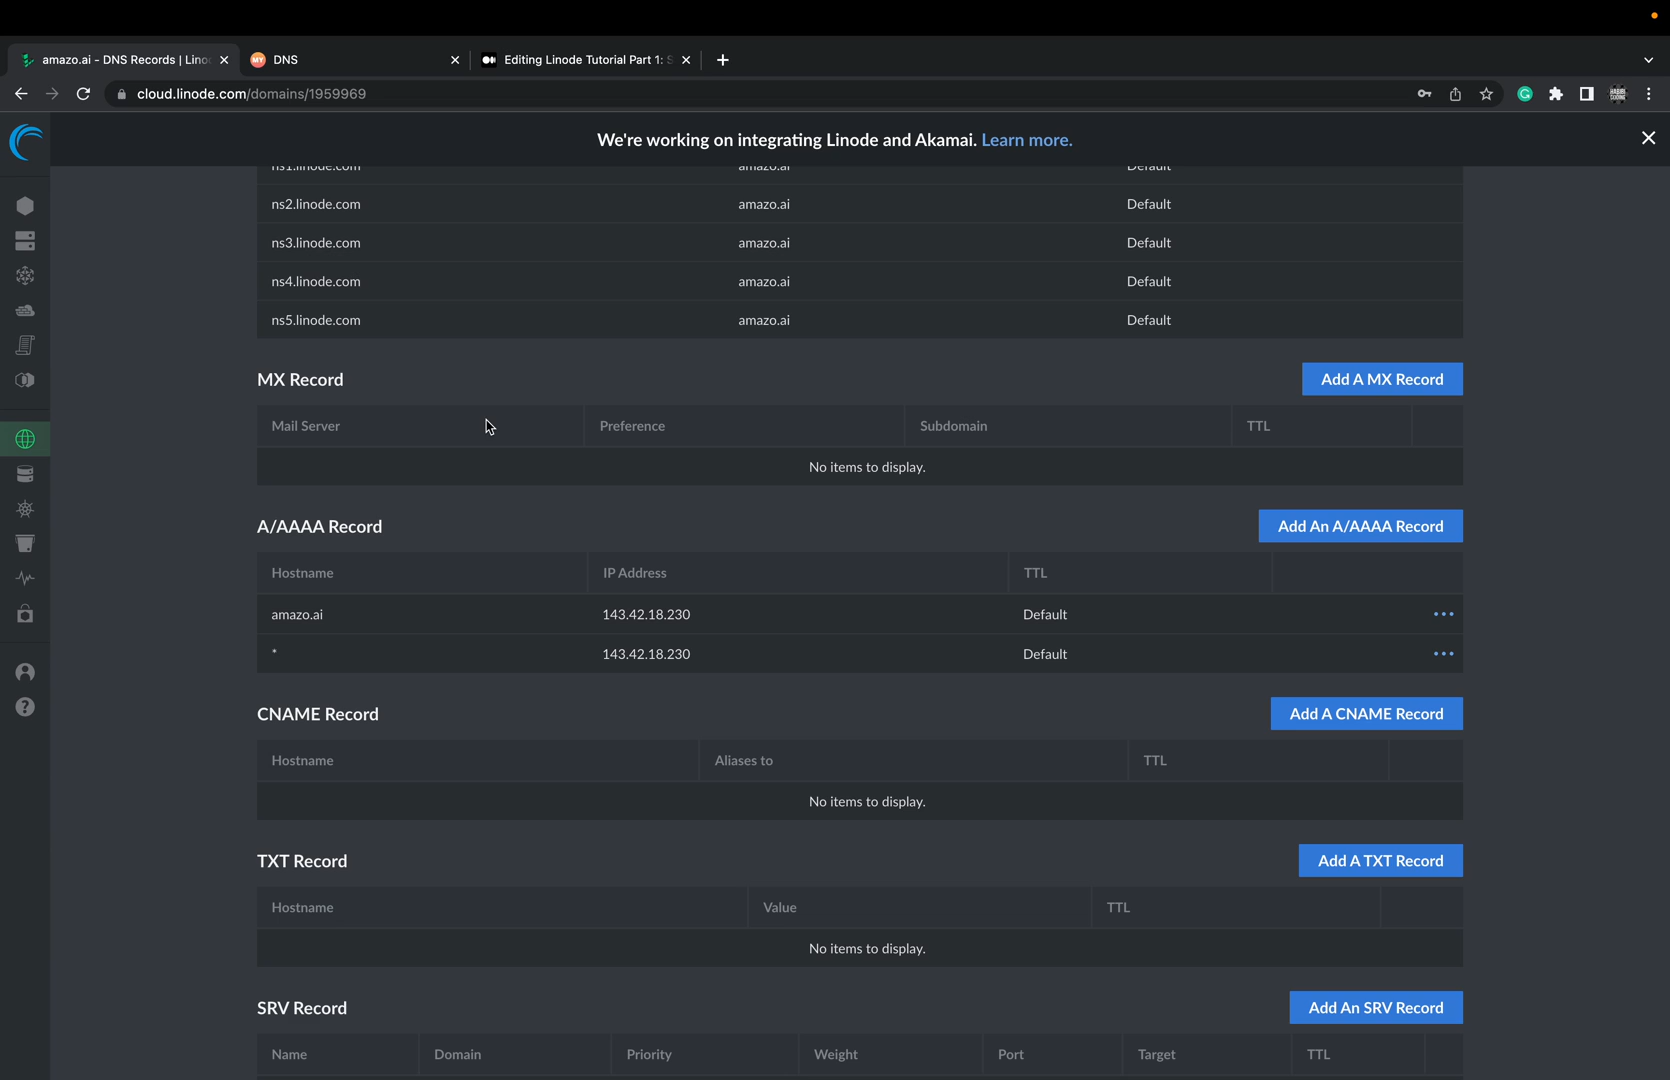 amazo.ai - DNS Records | Lino
DNS
Editing Linode Tutorial Part 1: S
cloud.linode.com/domains/1959969
We're working on integrating Linode and Akamai. Learn more.
ns1.linode.com amazo.ai Default
ns2.linode.com amazo.ai Default
ns3.linode.com amazo.ai Default
ns4.linode.com amazo.ai Default
ns5.linode.com amazo.ai Default
MX Record Add A MX Record
Mail Server Preference Subdomain TTL
No items to display.
A/AAAA Record Add An A/AAAA Record
Hostname IP Address TTL
amazo.ai 143.42.18.230 Default
* 143.42.18.230 Default
CNAME Record Add A CNAME Record
Hostname Aliases to TTL
No items to display.
TXT Record Add A TXT Record
Hostname Value TTL
No items to display.
SRV Record Add An SRV Record
Name Domain Priority Weight Port Target TTL